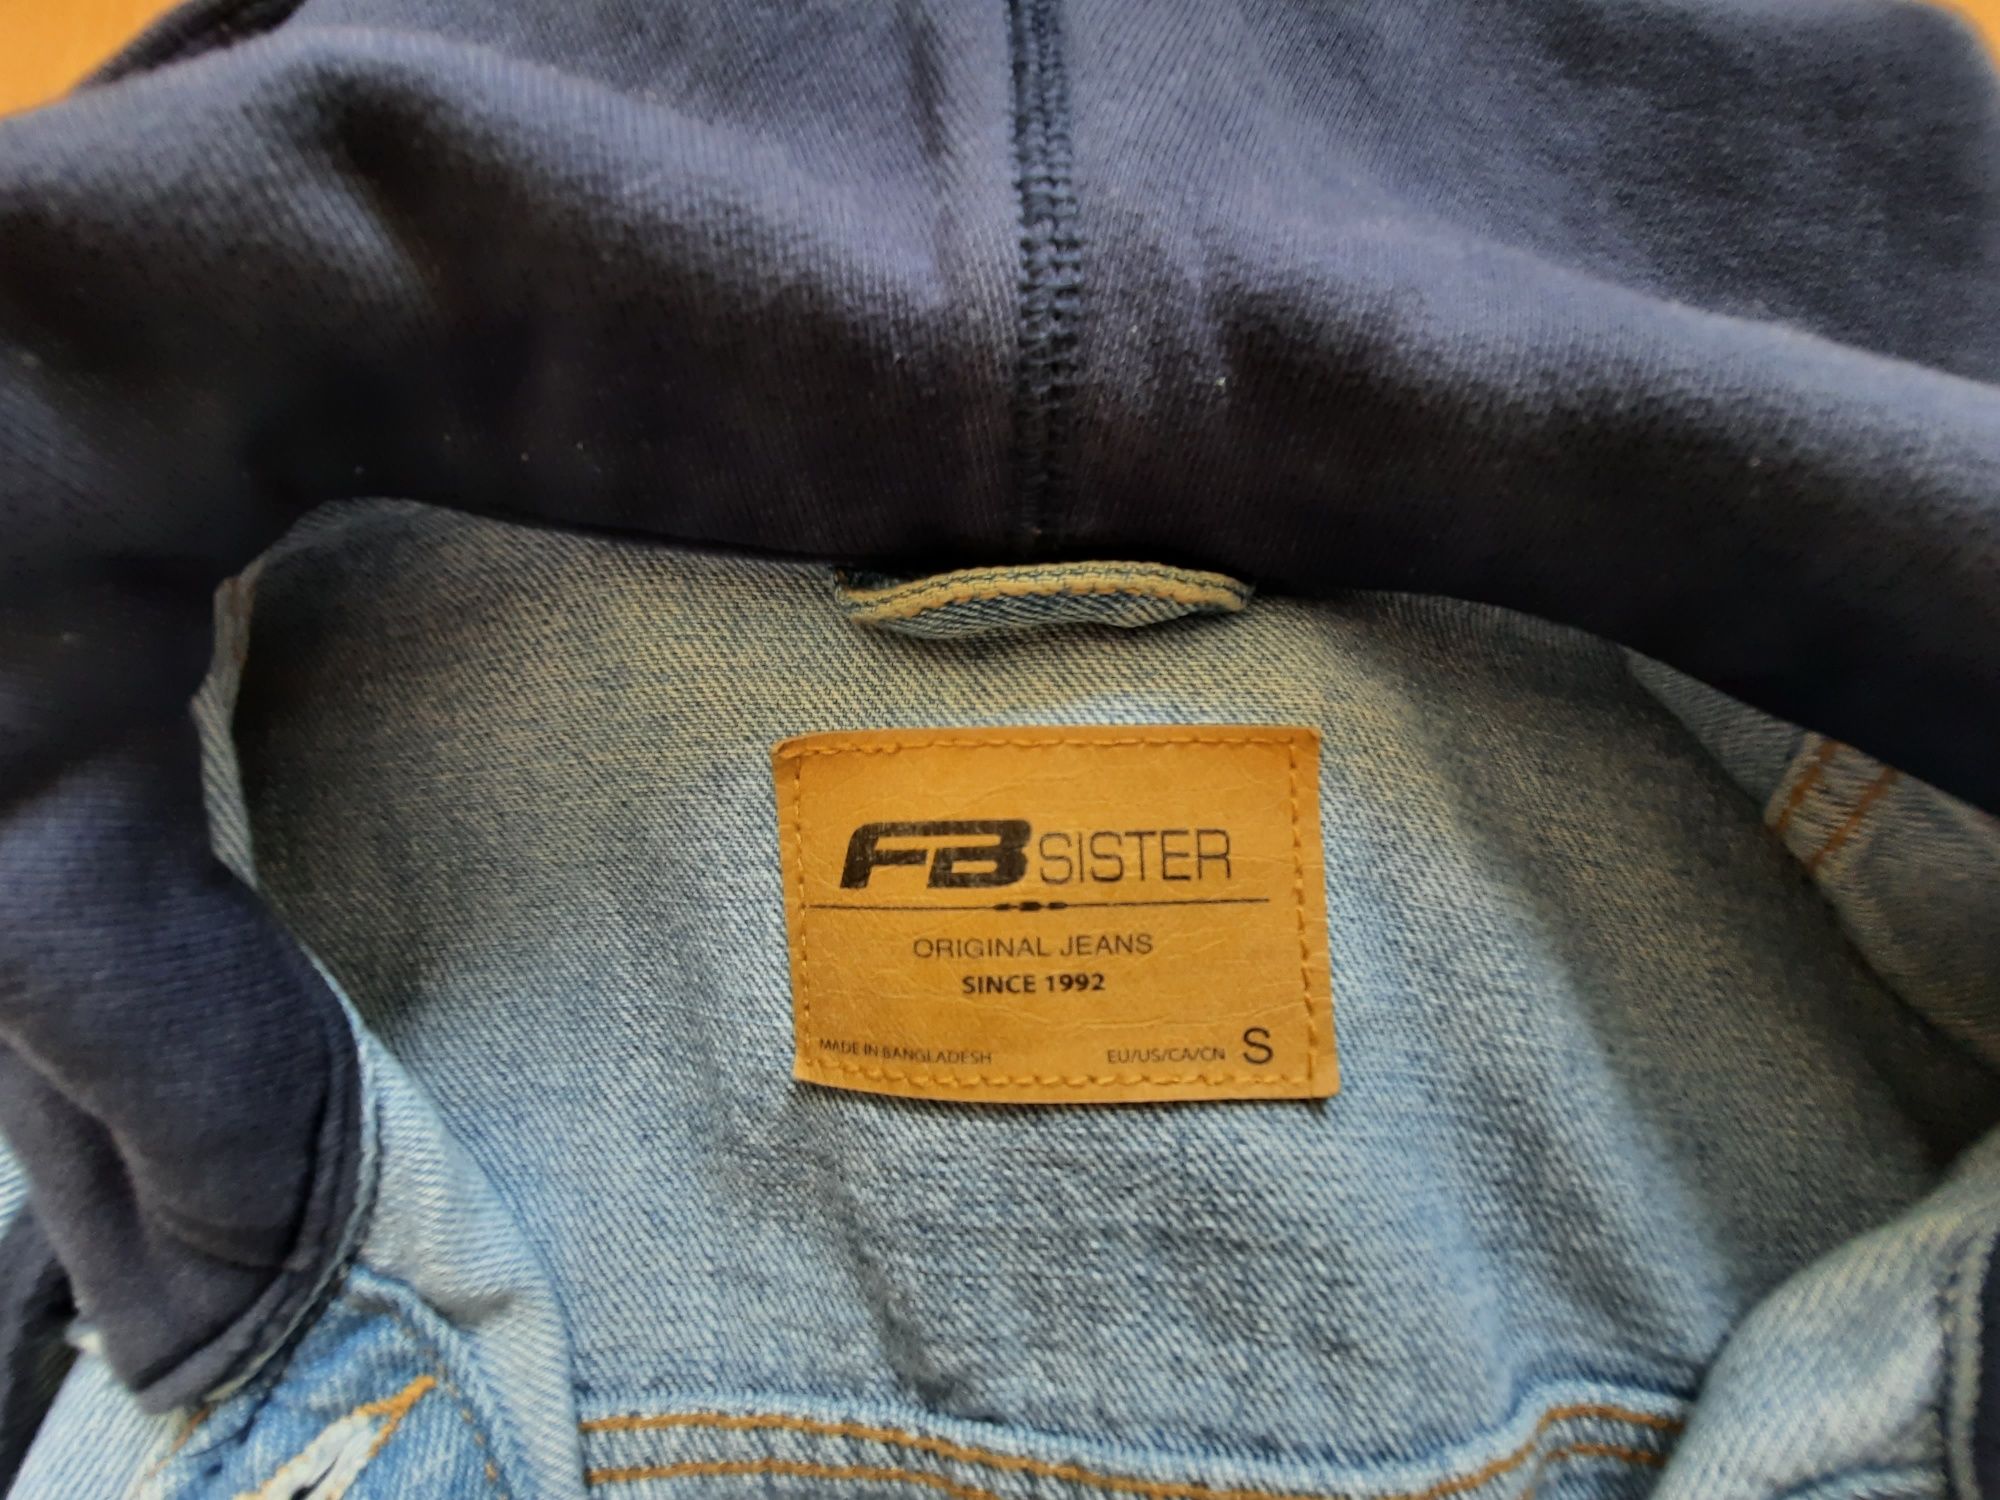 FB SISTER
ORIGINAL JEANS
SINCE 1992
MADE IN BANGLADESH EU/US/CA/CN S